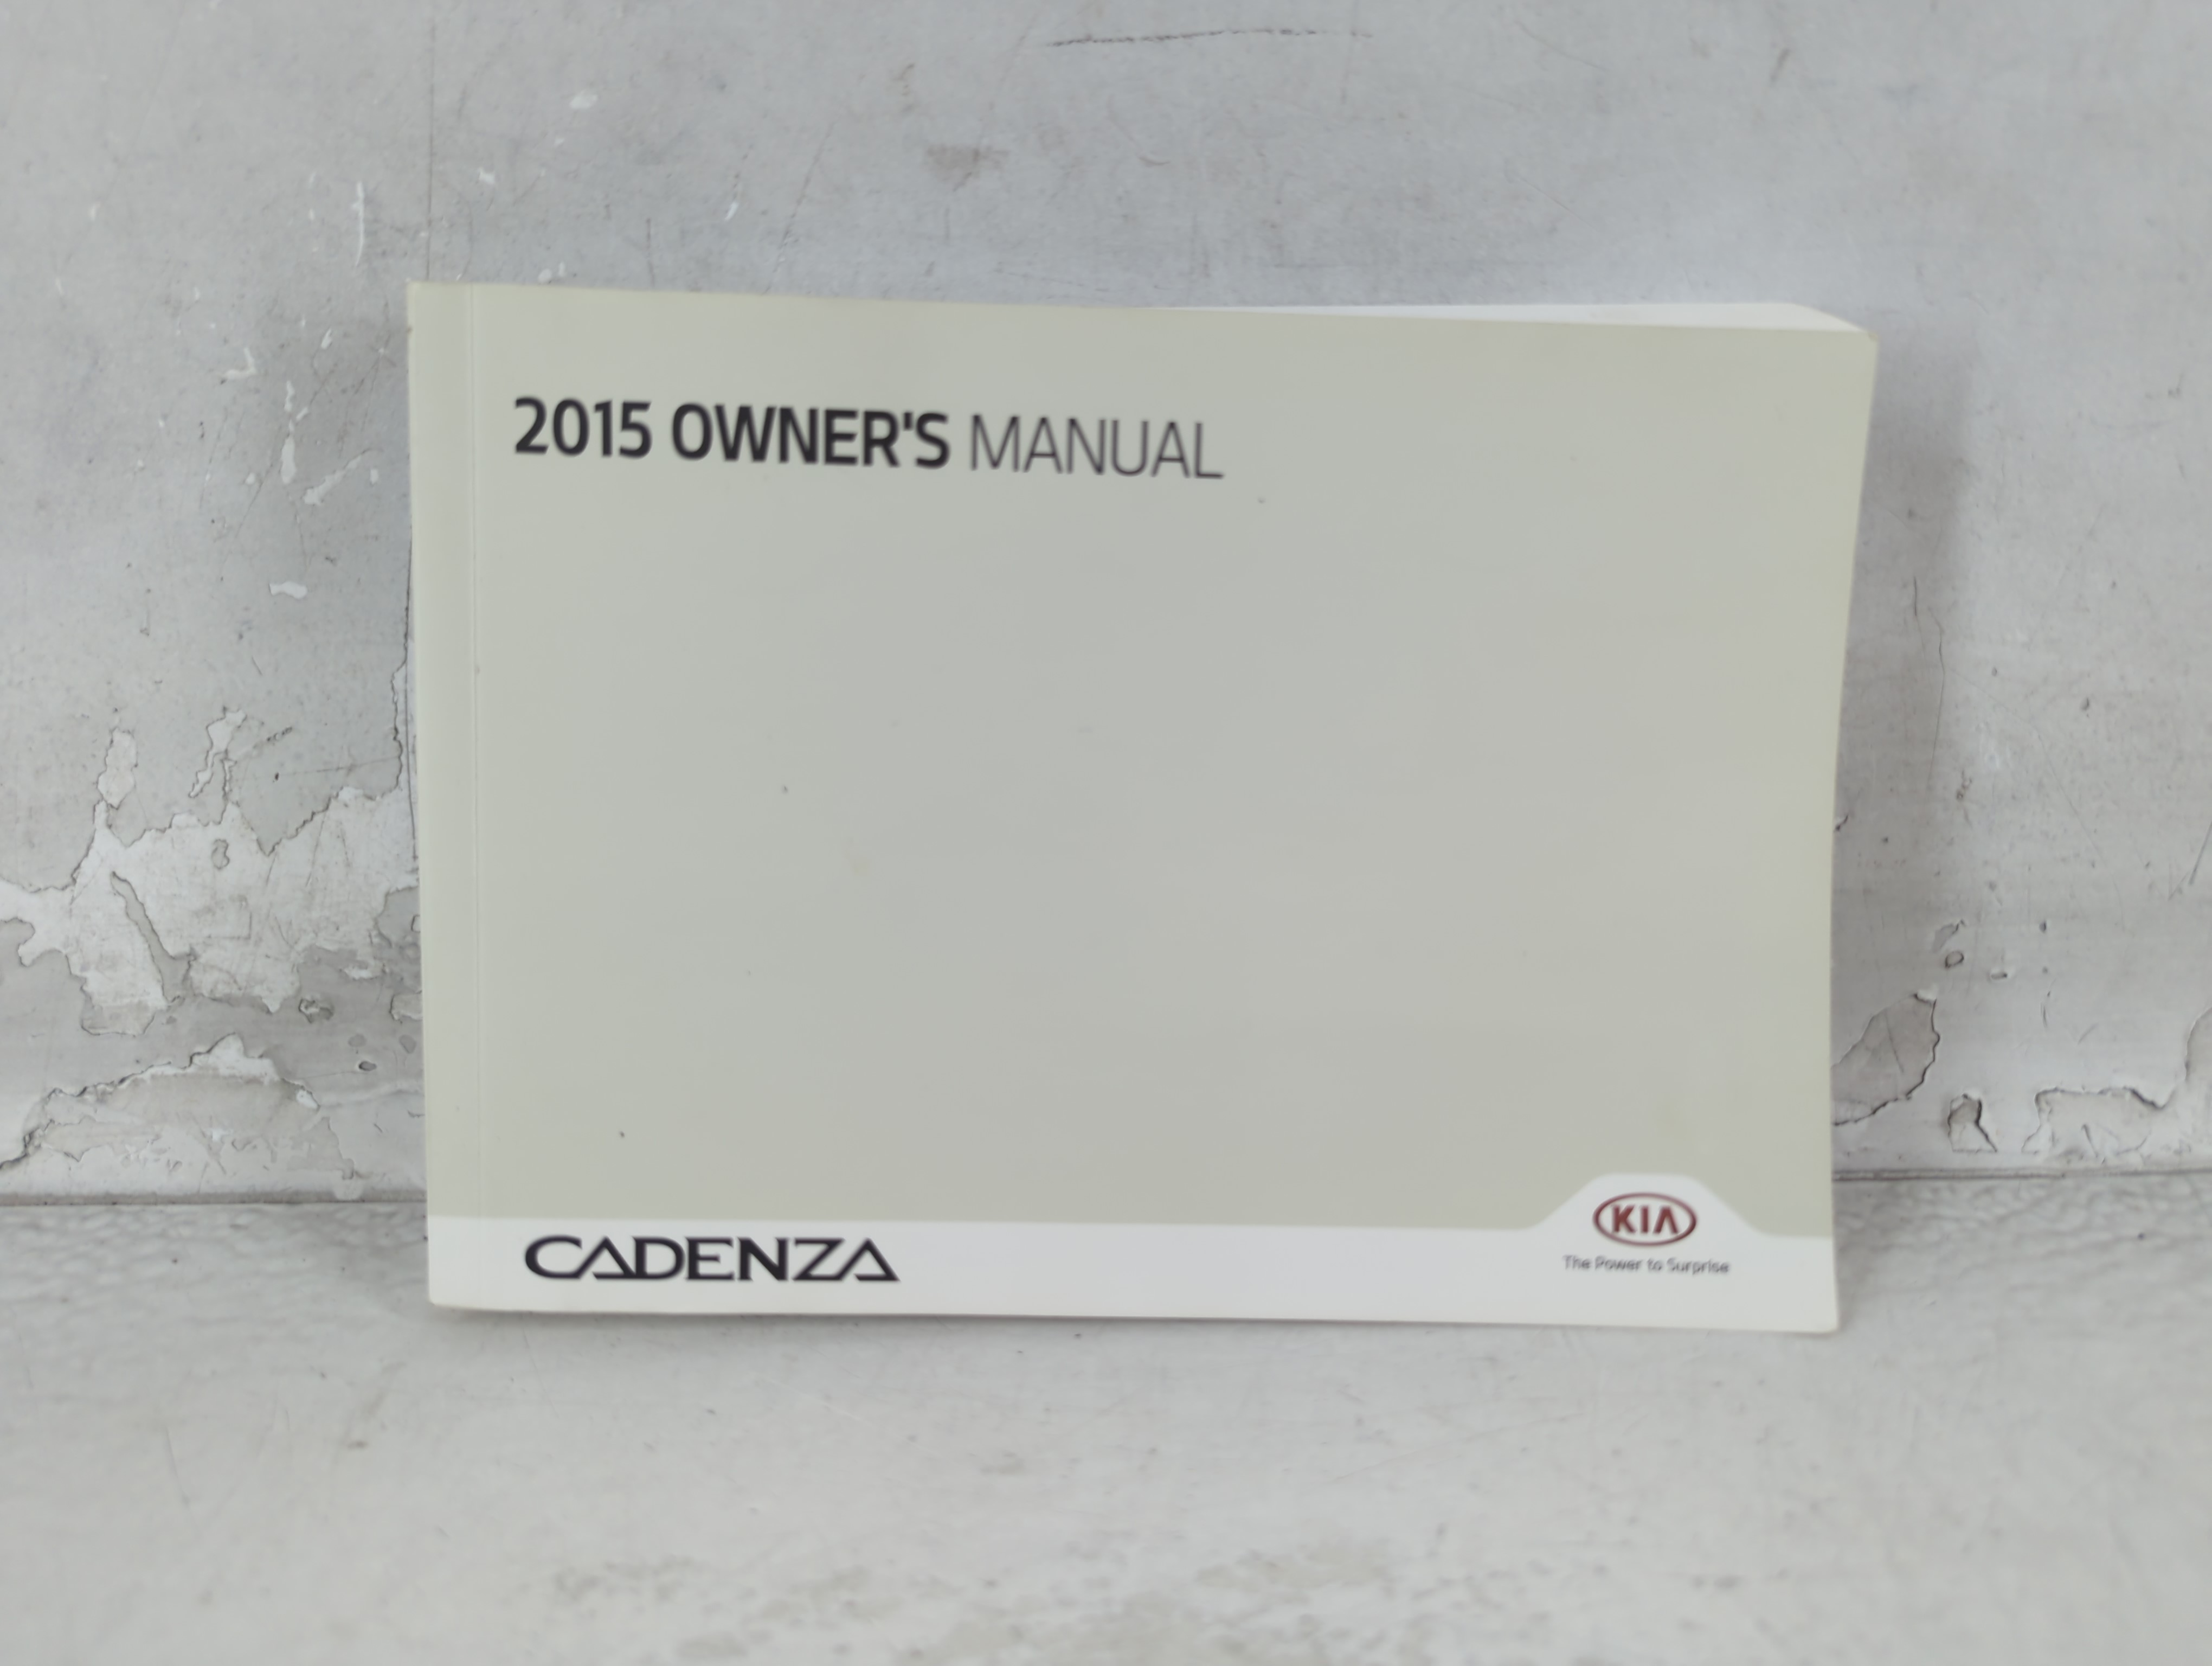 2015 OWNER'S MANUAL
CADENZA
KIA
The Power to Surprise